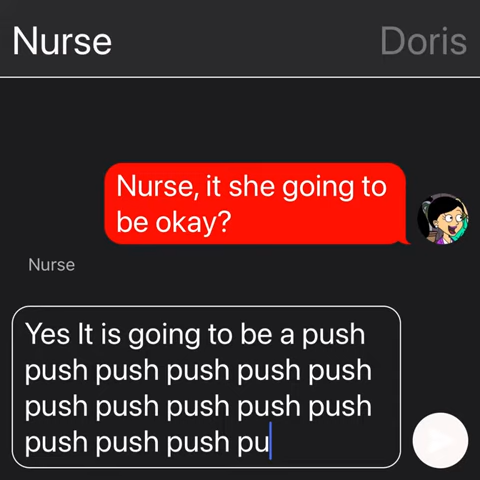 Nurse
Doris
Nurse, it she going to
be okay?
Nurse
Yes It is going to be a push
push push push push push
push push push push push
push push push pu